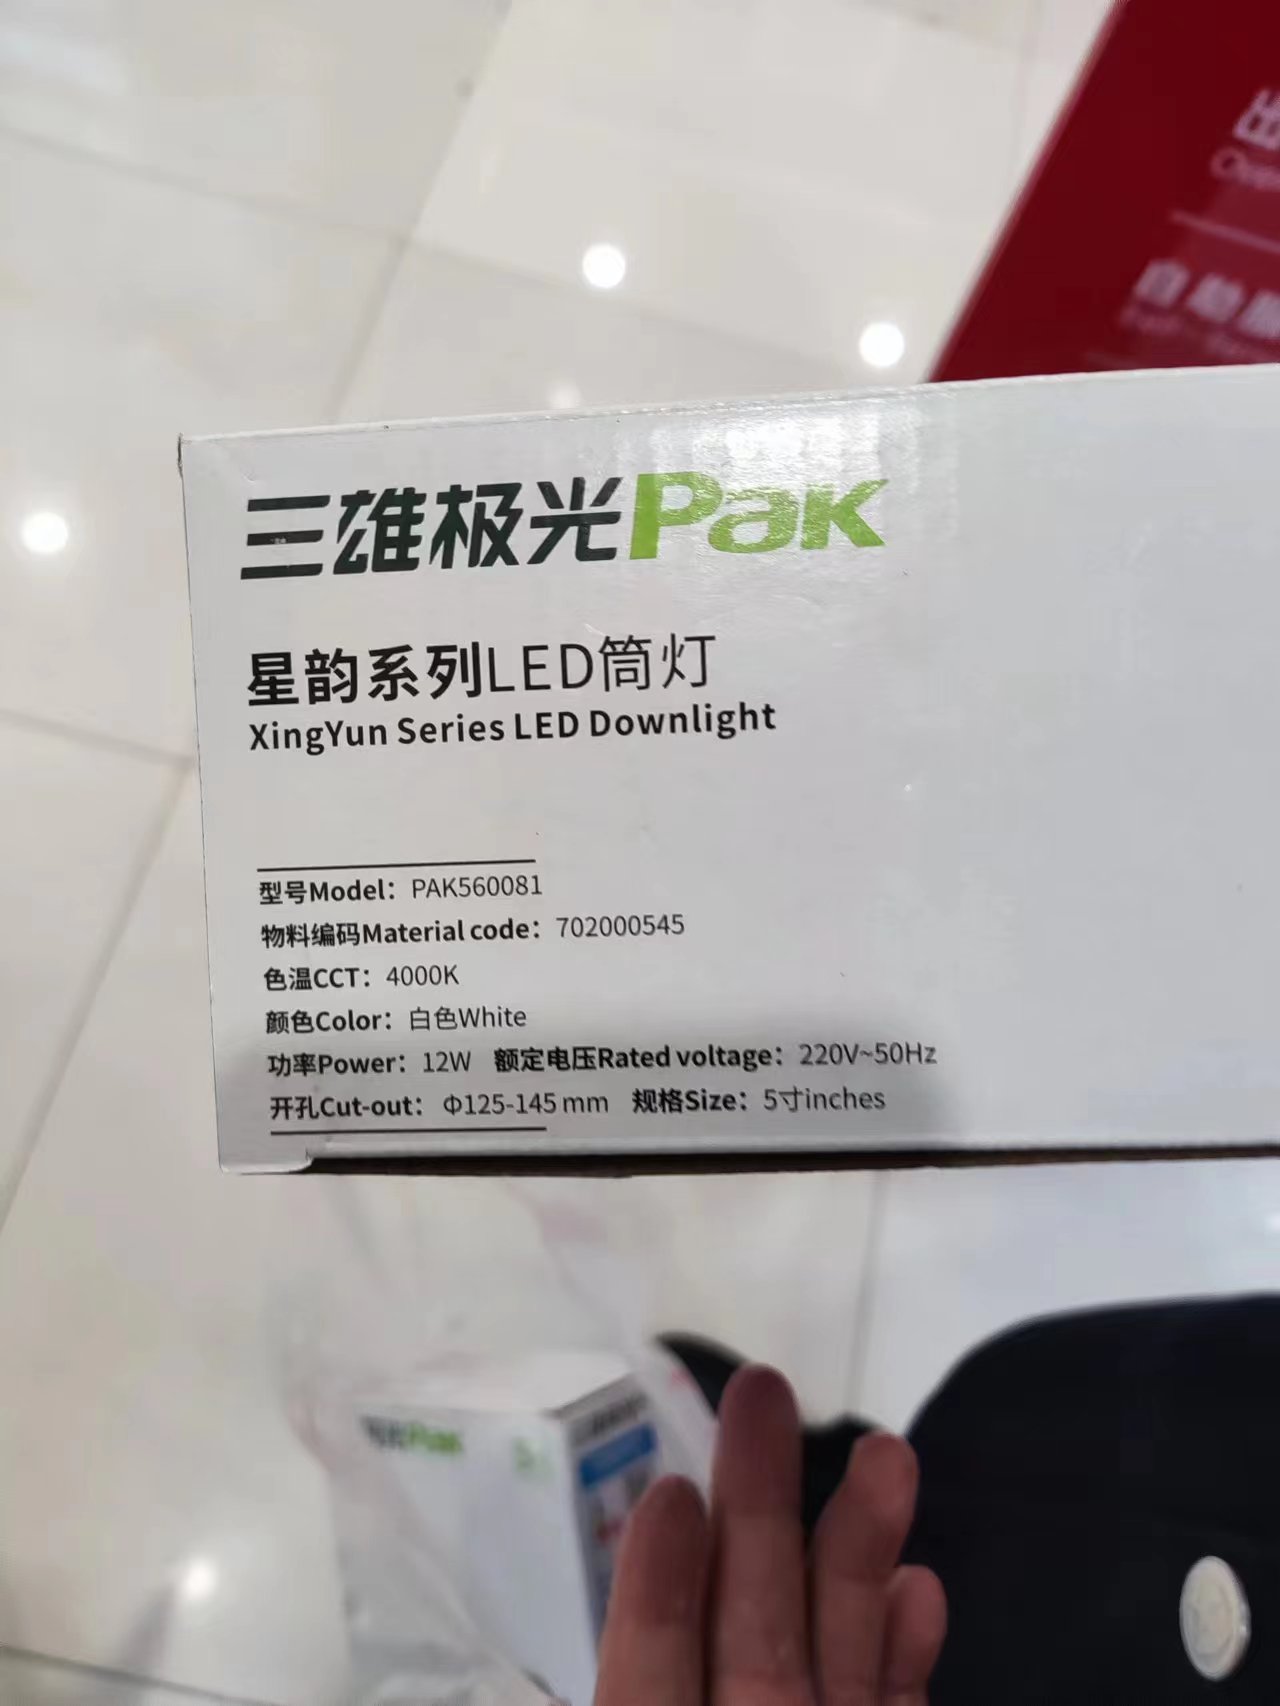 三雄极光Pak
星韵系列LED筒灯
XingYun Series LED Downlight
型号Model：PAK560081
物料编码Material code：702000545
色温CCT：4000K
颜色Color：白色White
功率Power：12W 额定电压Rated voltage：220V~50Hz
开孔Cut-out：Φ125-145 mm 规格Size：5寸inches
自助
Pak